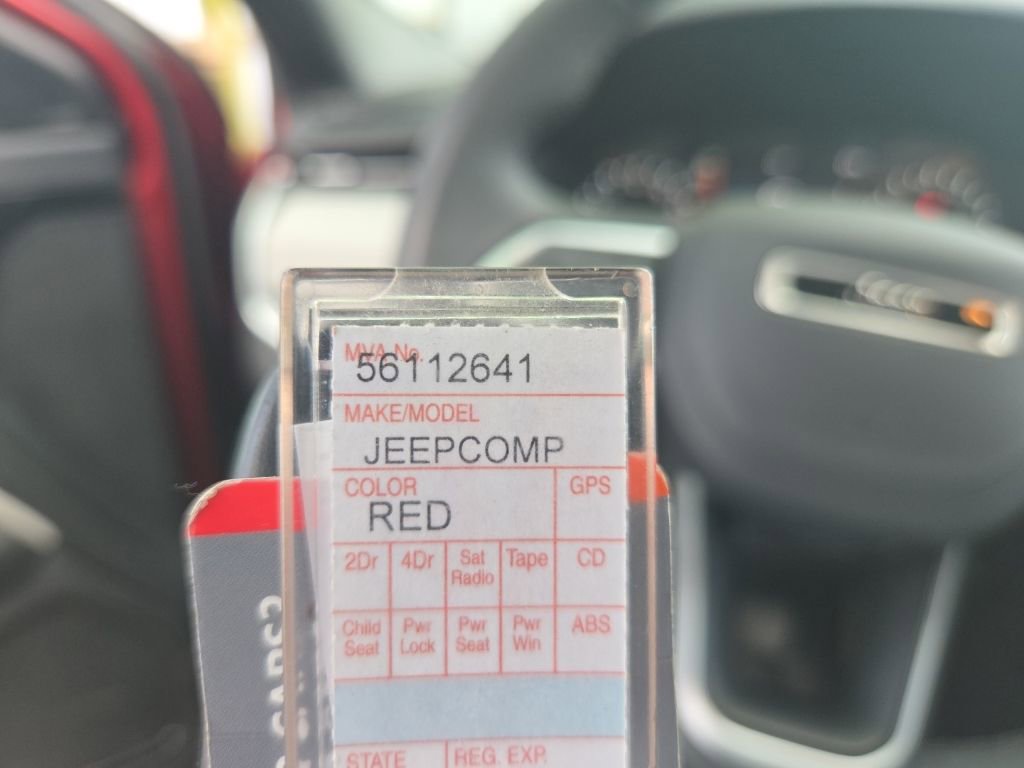 MVA No.
56112641
MAKE/MODEL
JEEPCOMP
COLOR
GPS
RED
2Dr 4Dr Sat Radio Tape CD
Child Seat Pwr Lock Pwr Seat Pwr Win ABS
STATE REG. EXP.
CARS?